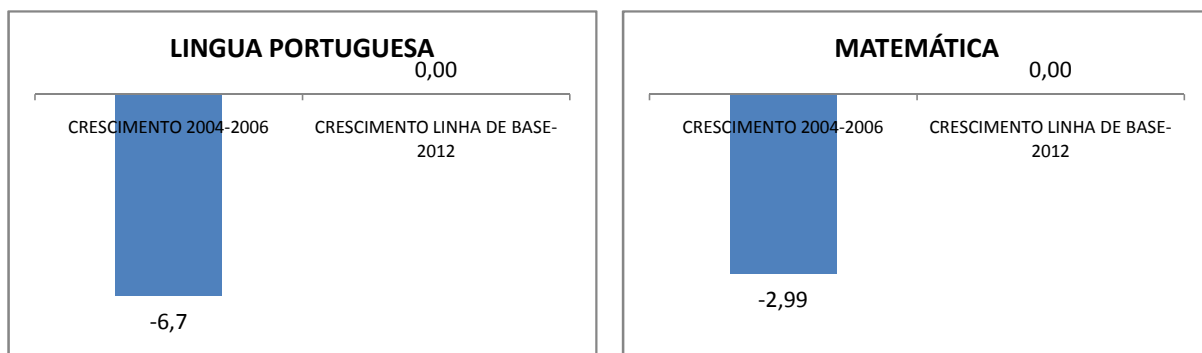 LINGUA PORTUGUESA
0,00
CRESCIMENTO 2004-2006
CRESCIMENTO LINHA DE BASE-
2012
-6,7
MATEMÁTICA
0,00
CRESCIMENTO 2004-2006
CRESCIMENTO LINHA DE BASE-
2012
-2,99